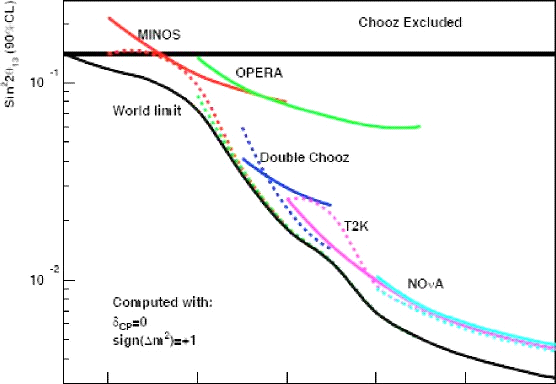 Chooz Excluded
MINOS
OPERA
World limit
Double Chooz
T2K
NOνA
Computed with:
δCP=0
sign(Δm²)=+1
Sin²2θ₁₃ (90% CL)
10⁻¹
10⁻²